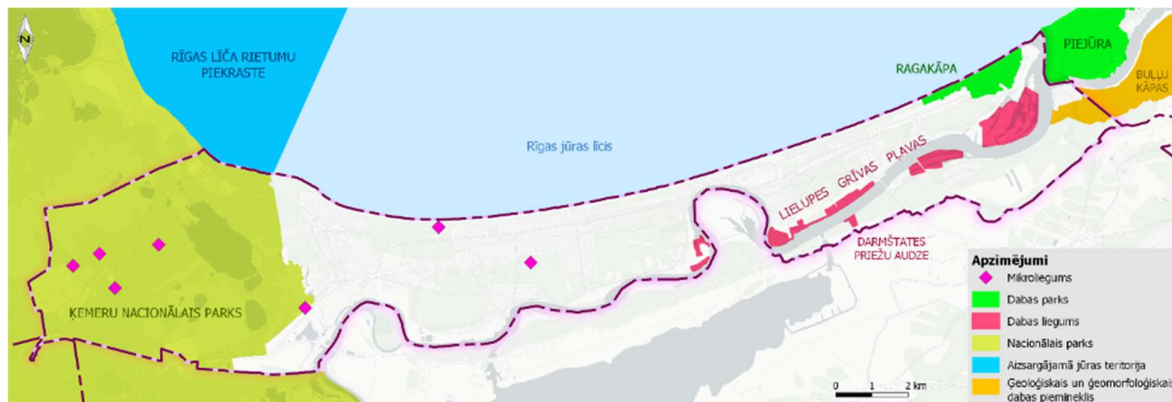 N
RĪGAS LĪČA RIETUMU
PIEKRASTE
RAGAKĀPA
PIEJŪRA
BUĻĻU
KĀPAS
Rīgas jūras līcis
LIELUPES GRĪVAS PĻAVAS
DARMŠTATES
PRIEŽU AUDZE
ĶEMERU NACIONĀLAIS PARKS
0 1 2 km
Apzīmējumi
Mikroliegums
Dabas parks
Dabas liegums
Nacionālais parks
Aizsargājamā jūras teritorija
Ģeoloģiskais un ģeomorfoloģiskais
dabas piemineklis